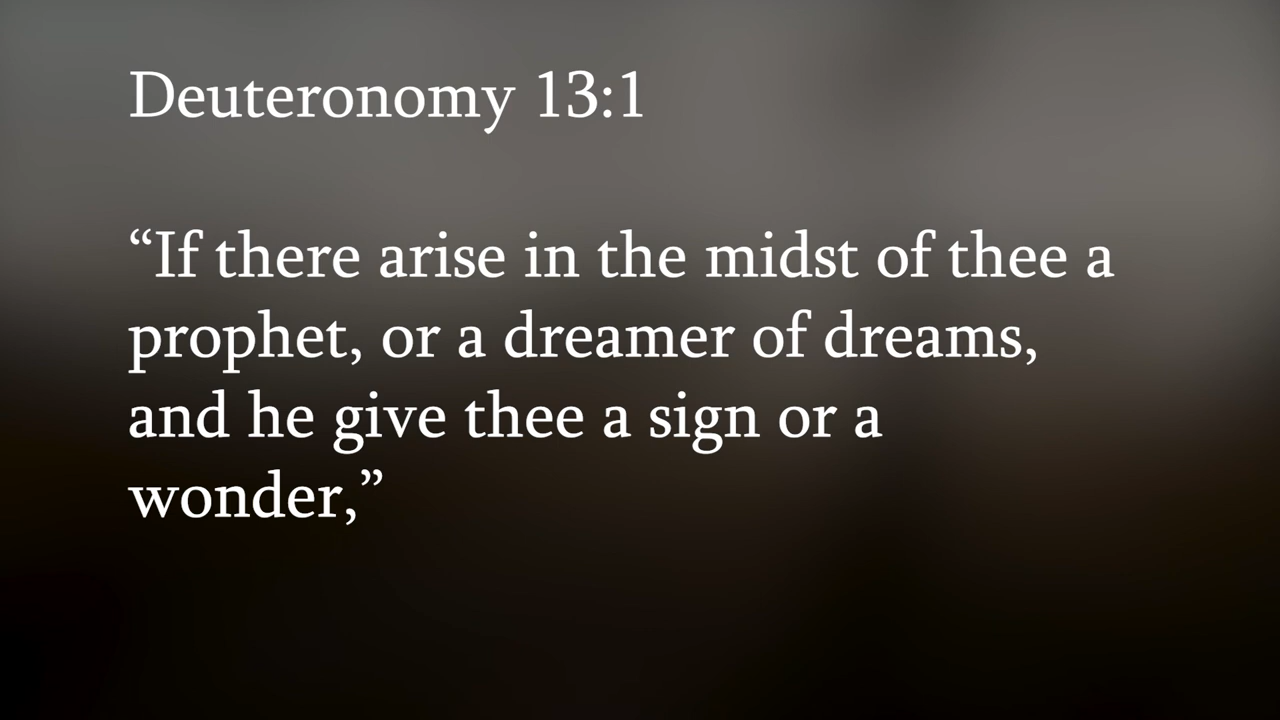 Deuteronomy 13:1
“If there arise in the midst of thee a
prophet, or a dreamer of dreams,
and he give thee a sign or a
wonder,”